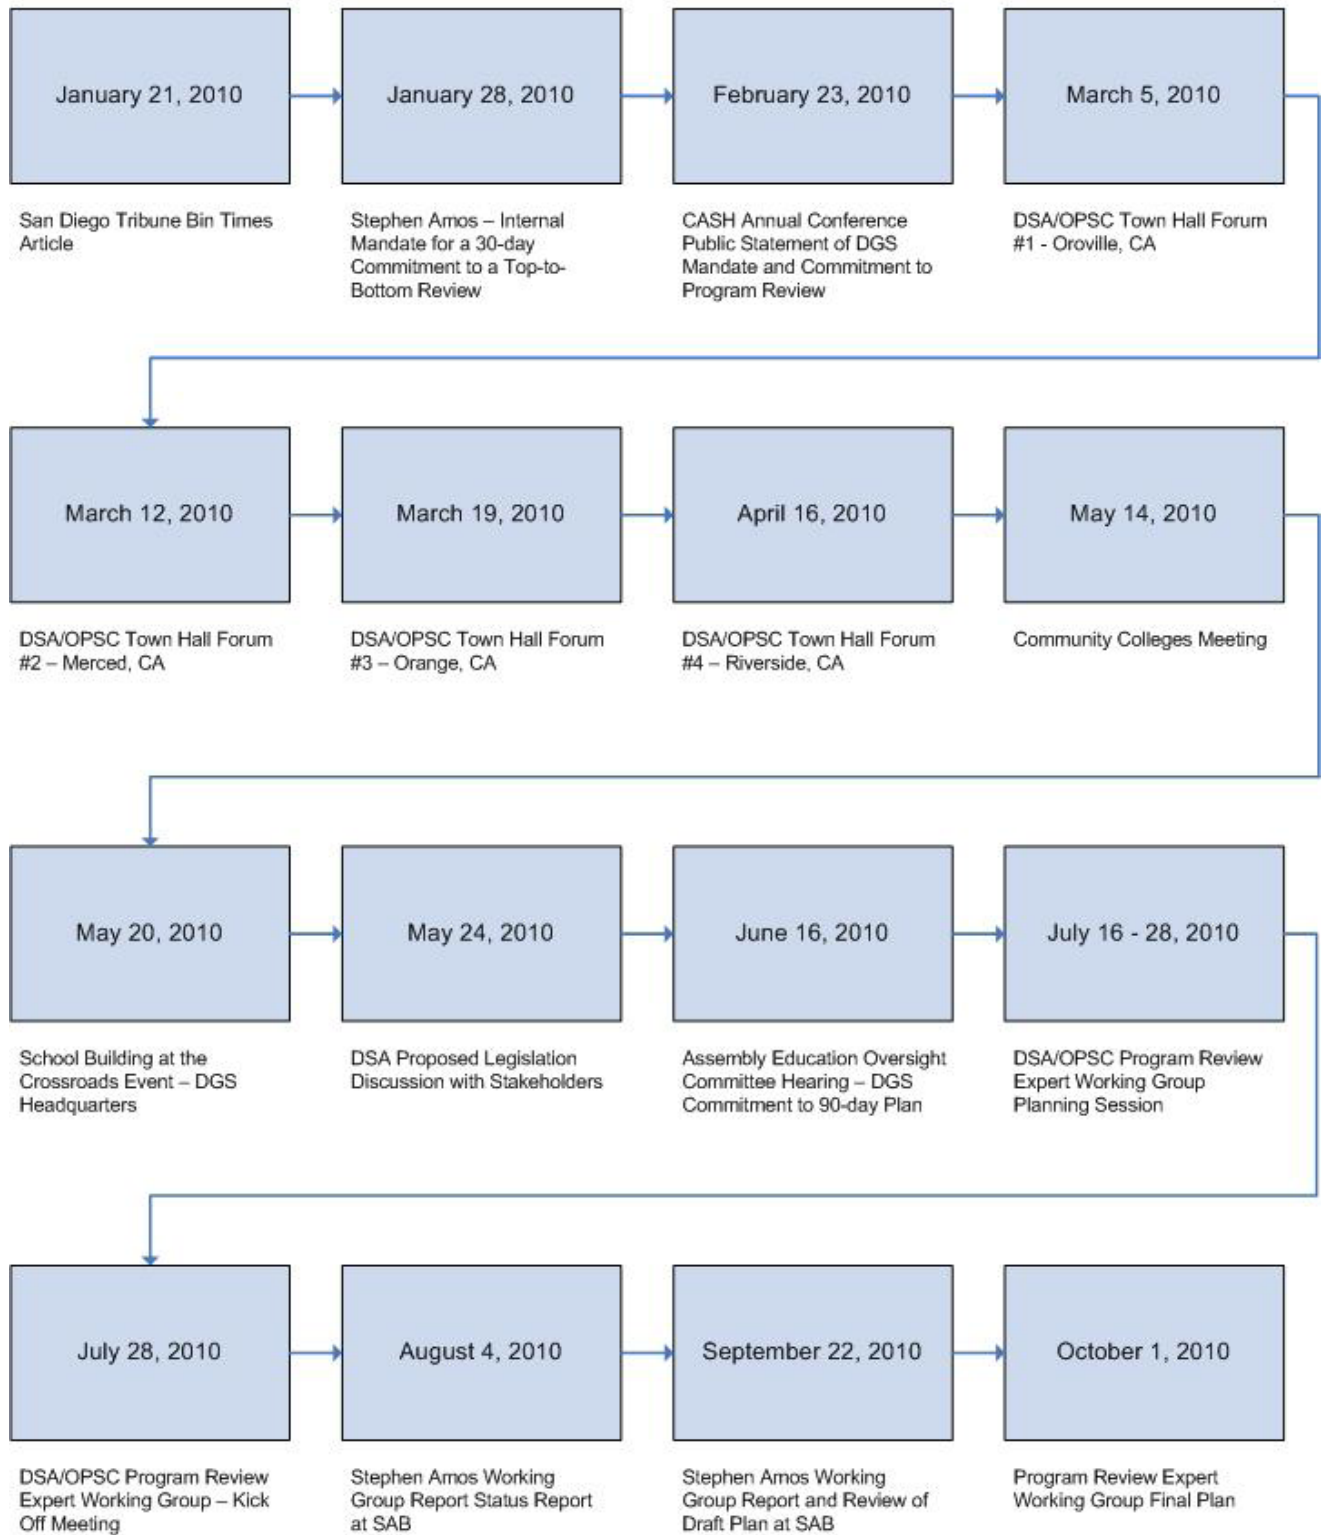 January 21, 2010
January 28, 2010
February 23, 2010
March 5, 2010
San Diego Tribune Bin Times
Article
Stephen Amos – Internal
Mandate for a 30-day
Commitment to a Top-to-
Bottom Review
CASH Annual Conference
Public Statement of DGS
Mandate and Commitment to
Program Review
DSA/OPSC Town Hall Forum
#1 - Oroville, CA
March 12, 2010
March 19, 2010
April 16, 2010
May 14, 2010
DSA/OPSC Town Hall Forum
#2 – Merced, CA
DSA/OPSC Town Hall Forum
#3 – Orange, CA
DSA/OPSC Town Hall Forum
#4 – Riverside, CA
Community Colleges Meeting
May 20, 2010
May 24, 2010
June 16, 2010
July 16 - 28, 2010
School Building at the
Crossroads Event – DGS
Headquarters
DSA Proposed Legislation
Discussion with Stakeholders
Assembly Education Oversight
Committee Hearing – DGS
Commitment to 90-day Plan
DSA/OPSC Program Review
Expert Working Group
Planning Session
July 28, 2010
August 4, 2010
September 22, 2010
October 1, 2010
DSA/OPSC Program Review
Expert Working Group – Kick
Off Meeting
Stephen Amos Working
Group Report Status Report
at SAB
Stephen Amos Working
Group Report and Review of
Draft Plan at SAB
Program Review Expert
Working Group Final Plan